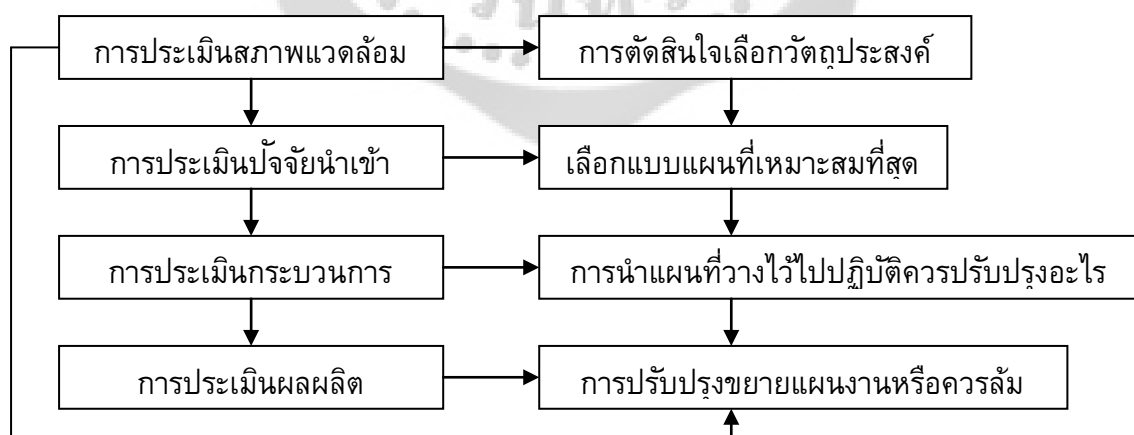 การประเมินสภาพแวดล้อม
การตัดสินใจเลือกวัตถุประสงค์
การประเมินปัจจัยนำเข้า
เลือกแบบแผนที่เหมาะสมที่สุด
การประเมินกระบวนการ
การนำแผนที่วางไว้ไปปฏิบัติควรปรับปรุงอะไร
การประเมินผลผลิต
การปรับปรุงขยายแผนงานหรือควรล้ม